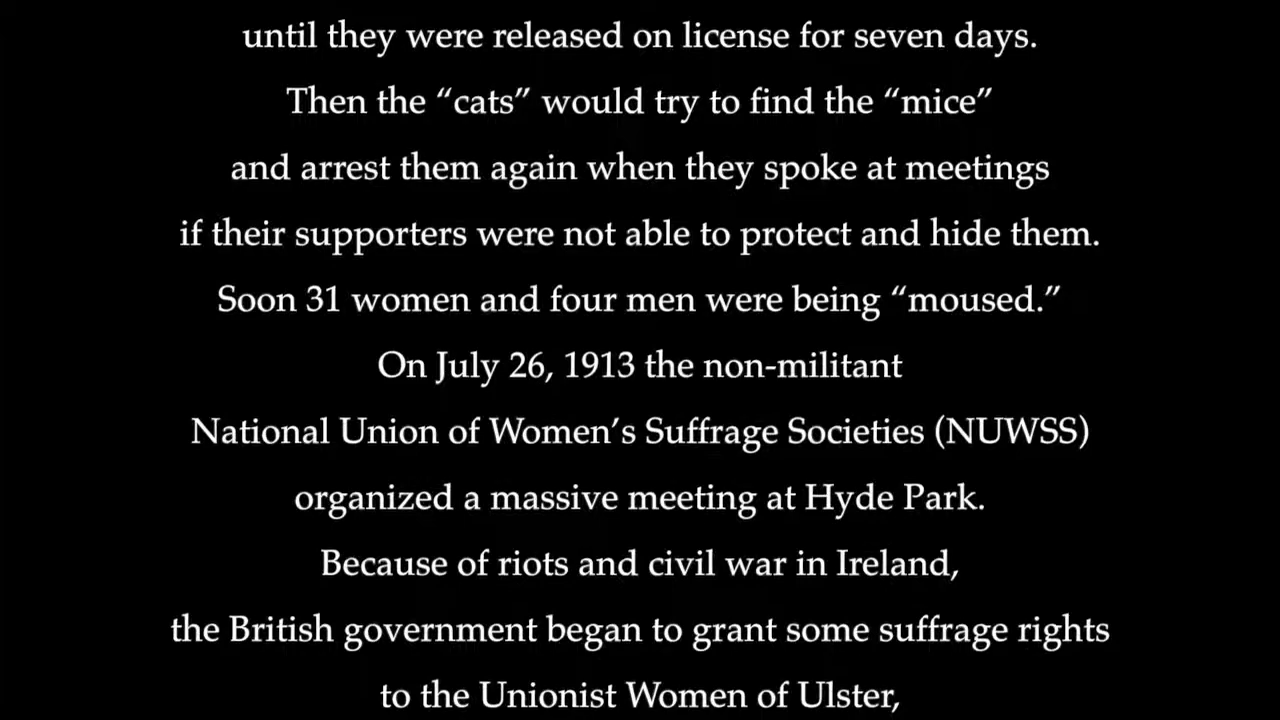 until they were released on license for seven days.
Then the “cats” would try to find the “mice”
and arrest them again when they spoke at meetings
if their supporters were not able to protect and hide them.
Soon 31 women and four men were being “moused.”
On July 26, 1913 the non-militant
National Union of Women’s Suffrage Societies (NUWSS)
organized a massive meeting at Hyde Park.
Because of riots and civil war in Ireland,
the British government began to grant some suffrage rights
to the Unionist Women of Ulster,